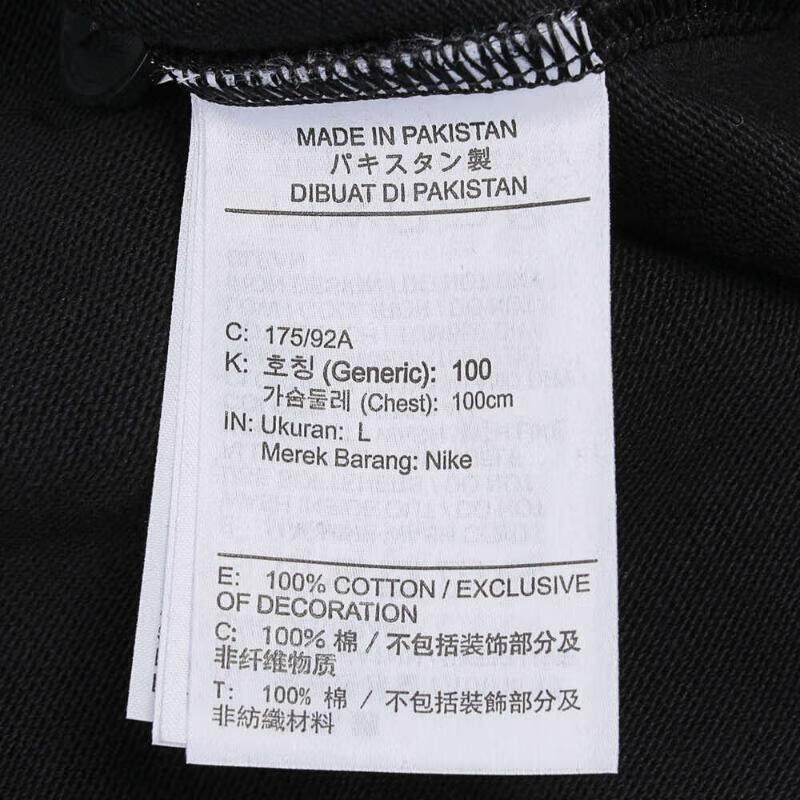 MADE IN PAKISTAN
パキスタン製
DIBUAT DI PAKISTAN
C: 175/92A
K: 호칭 (Generic): 100
가슴둘레 (Chest): 100cm
IN: Ukuran: L
Merek Barang: Nike
E: 100% COTTON / EXCLUSIVE
OF DECORATION
C: 100% 棉 / 不包括装饰部分及
非纤维物质
T: 100% 棉 / 不包括裝飾部分及
非紡織材料